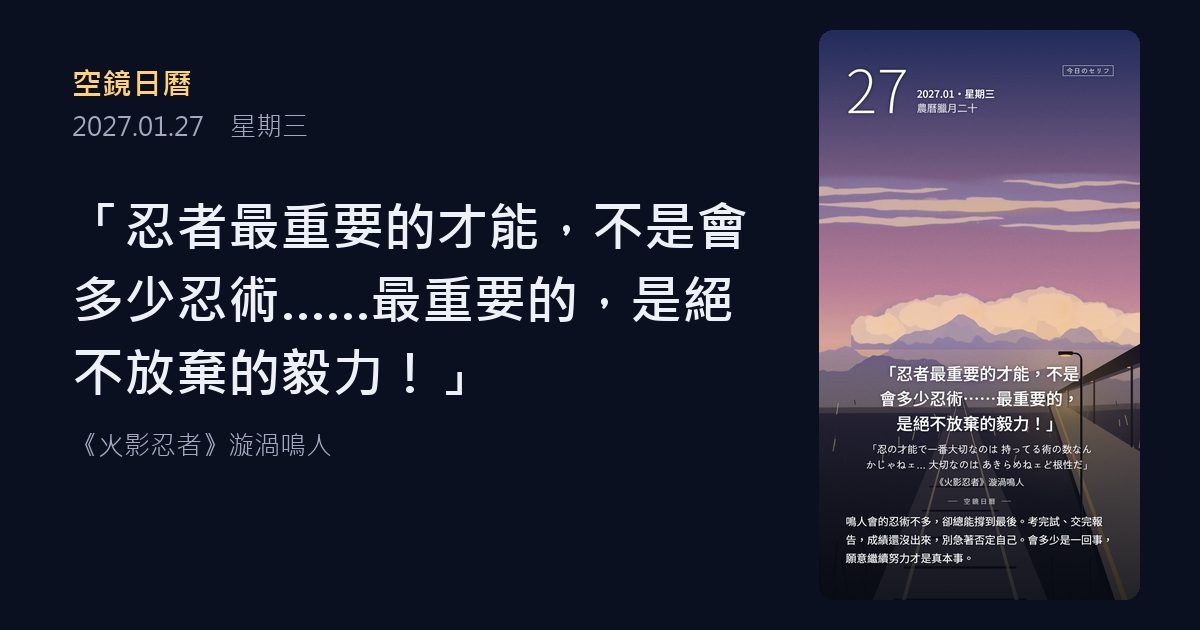 空鏡日曆
2027.01.27 星期三
「忍者最重要的才能，不是會
多少忍術……最重要的，是絕
不放棄的毅力！」
《火影忍者》漩渦鳴人
27
2027.01・星期三
農曆臘月二十
今日のセリフ
「忍者最重要的才能，不是
會多少忍術……最重要的，
是絕不放棄的毅力！」
「忍の才能で一番大切なのは 持ってる術の数なん
かじゃねェ… 大切なのは あきらめねェど根性だ」
《火影忍者》漩渦鳴人
— 空鏡日曆 —
鳴人會的忍術不多，卻總能撐到最後。考完試、交完報
告，成績還沒出來，別急著否定自己。會多少是一回事，
願意繼續努力才是真本事。